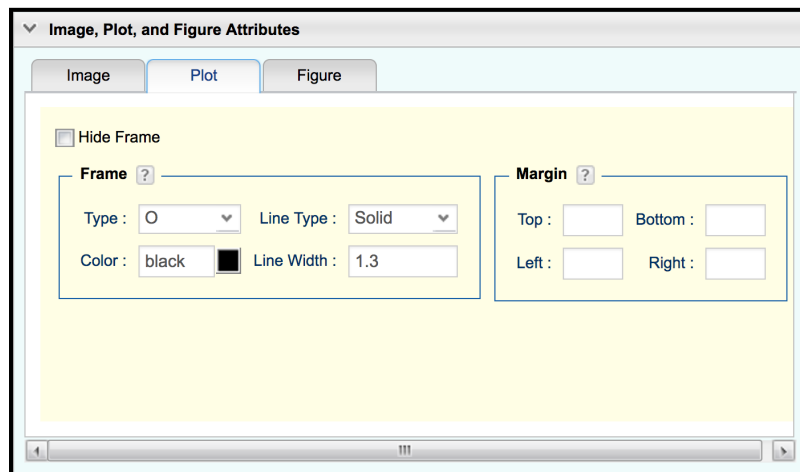 Image, Plot, and Figure Attributes
Image Plot Figure
Hide Frame
Frame ? Margin ?
Type : O Line Type : Solid Top : Bottom :
Color : black Line Width : 1.3 Left : Right :